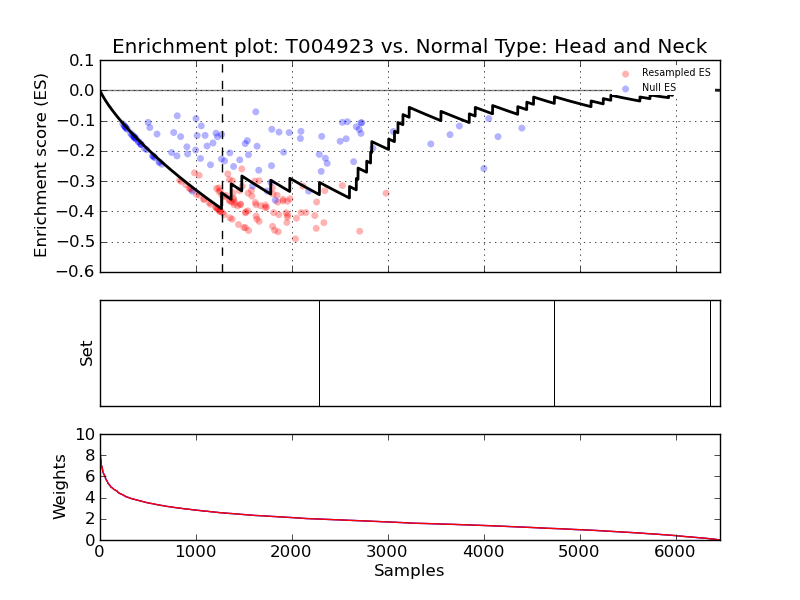 Enrichment plot: T004923 vs. Normal Type: Head and Neck
Enrichment score (ES)
0.1
0.0
−0.1
−0.2
−0.3
−0.4
−0.5
−0.6
Resampled ES
Null ES
Set
Weights
10
8
6
4
2
0
0 1000 2000 3000 4000 5000 6000
Samples